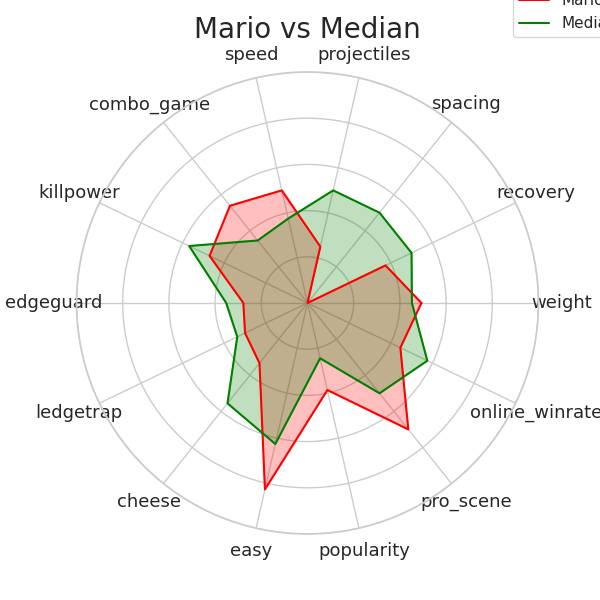 Mario vs Median
speed
projectiles
combo_game
spacing
killpower
recovery
edgeguard
weight
ledgetrap
online_winrate
cheese
pro_scene
easy
popularity